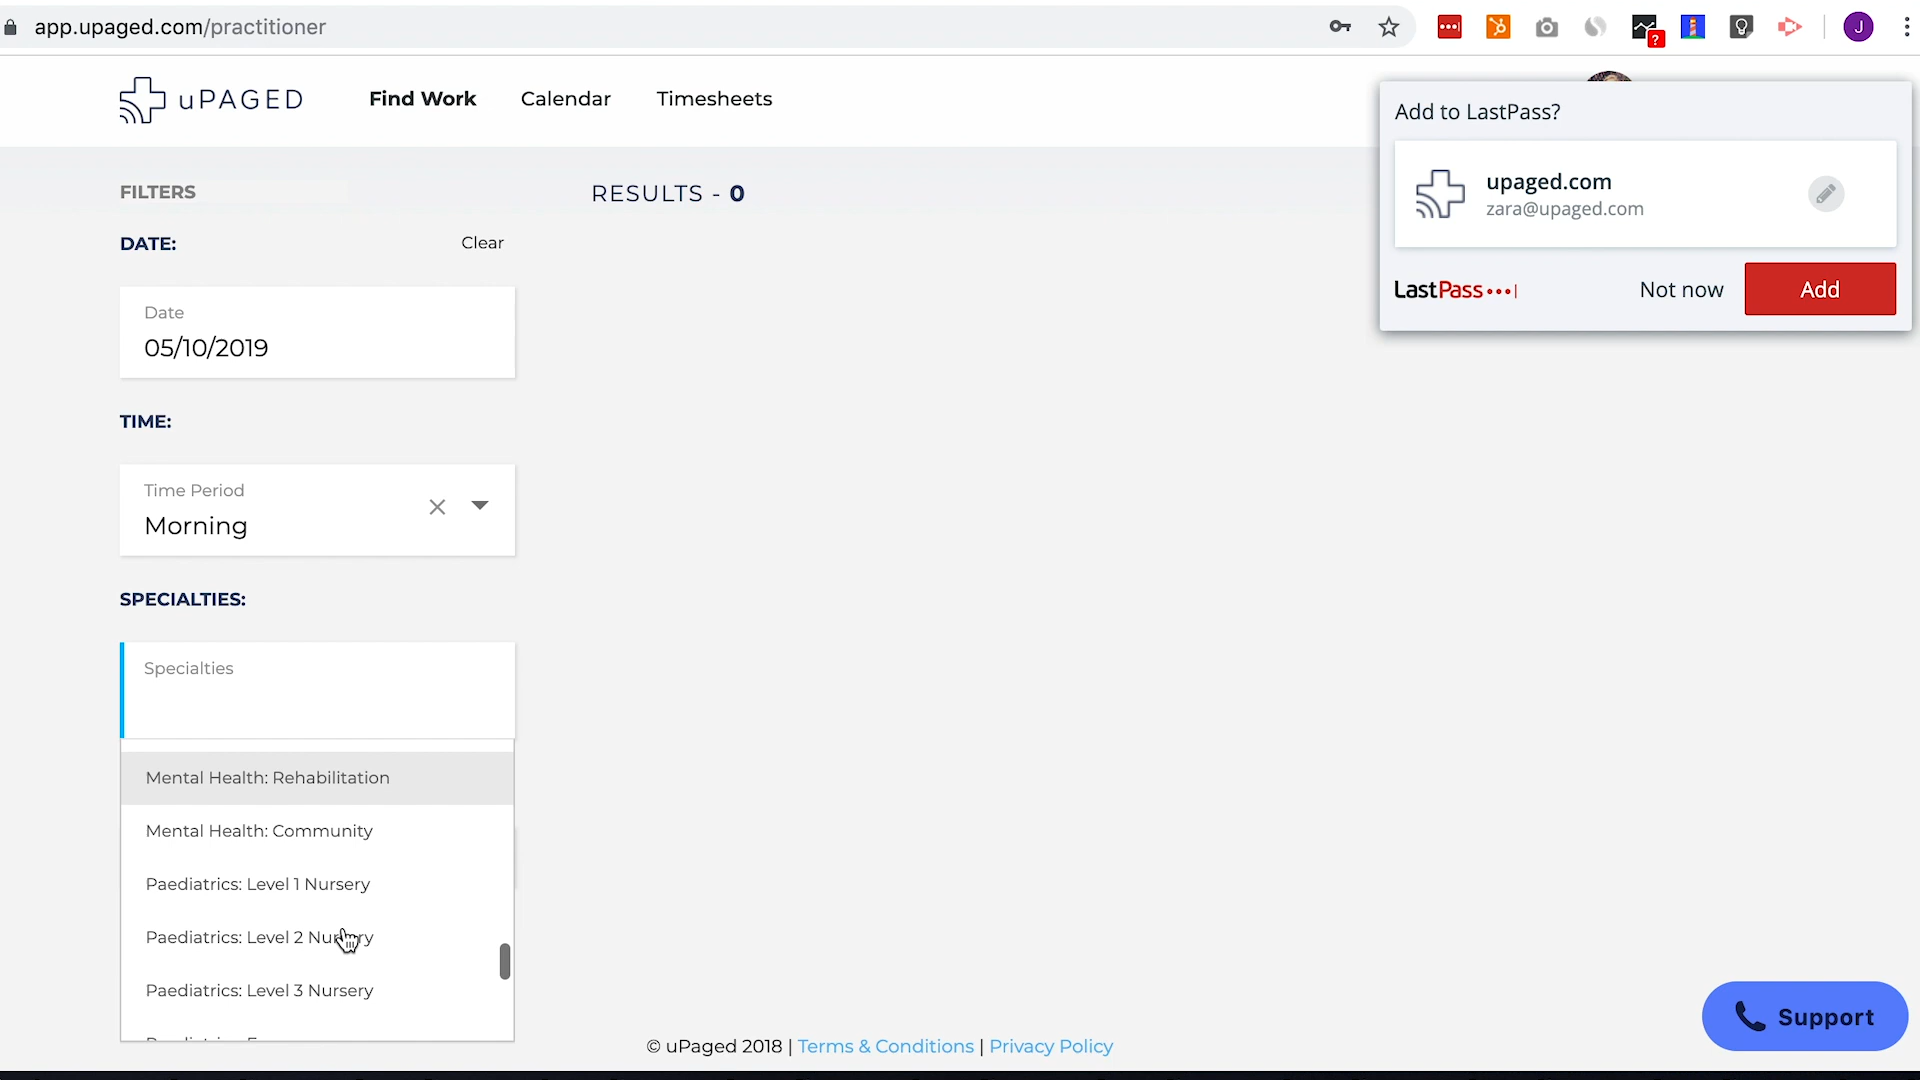 app.upaged.com/practitioner
?
J
uPAGED
Find Work
Calendar
Timesheets
Add to LastPass?
upaged.com
zara@upaged.com
LastPass
Not now
Add
FILTERS
RESULTS - 0
DATE:
Clear
Date
05/10/2019
TIME:
Time Period
Morning
SPECIALTIES:
Specialties
Mental Health: Rehabilitation
Mental Health: Community
Paediatrics: Level 1 Nursery
Paediatrics: Level 2 Nursery
Paediatrics: Level 3 Nursery
Support
© uPaged 2018 | Terms & Conditions | Privacy Policy